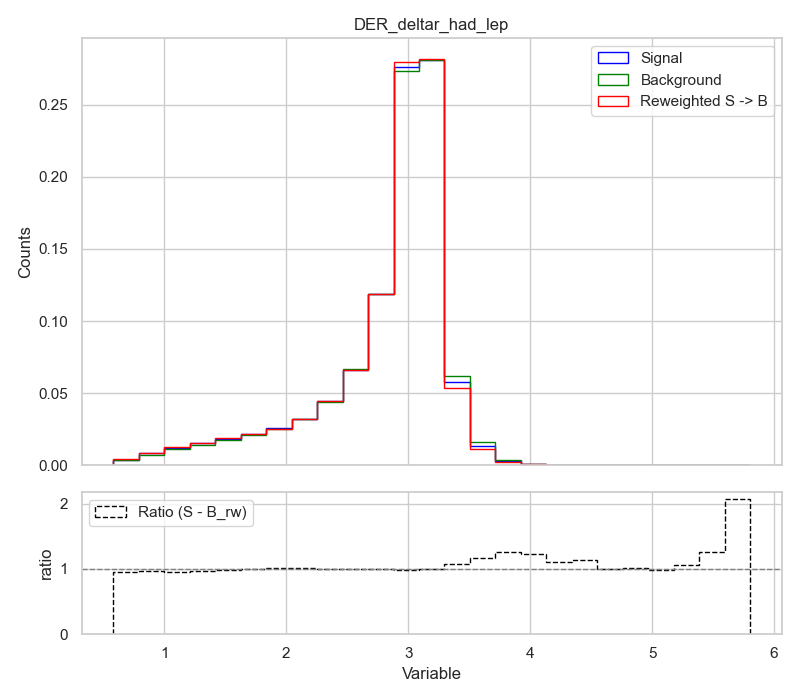 DER_deltar_had_lep
Signal
Background
Reweighted S -> B
0.25
0.20
0.15
0.10
0.05
0.00
Counts
Ratio (S - B_rw)
2
1
0
ratio
1 2 3 4 5 6
Variable